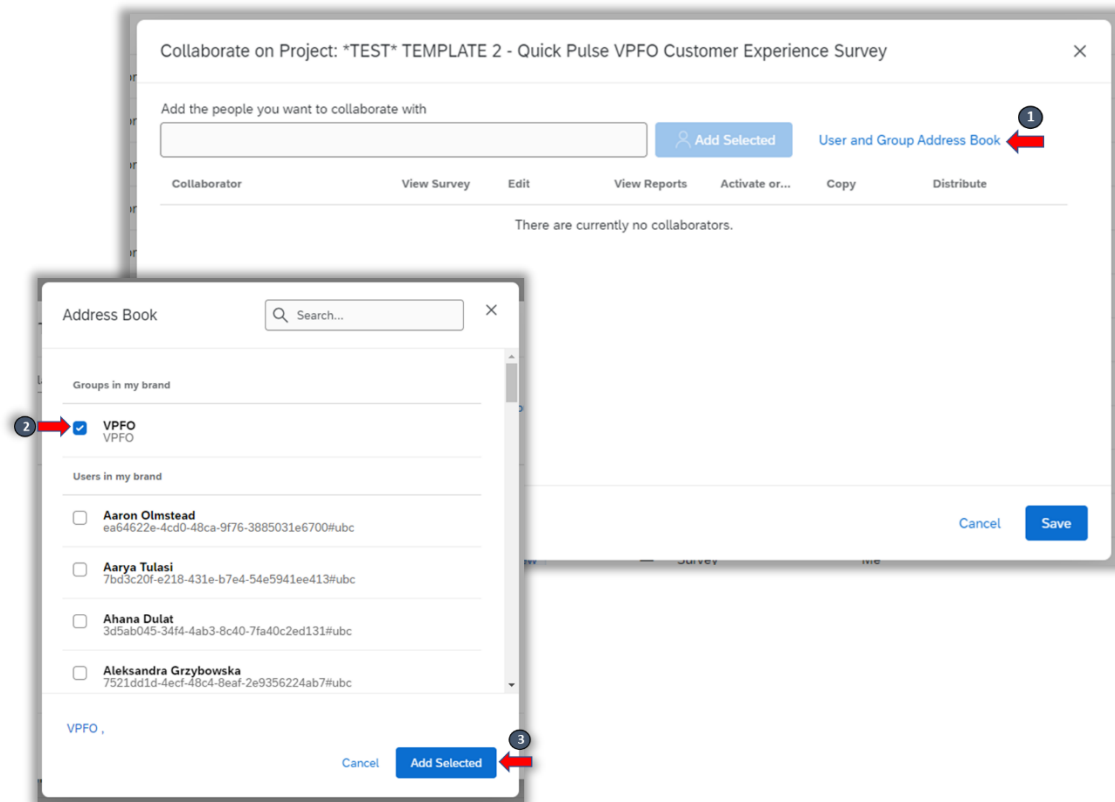 Collaborate on Project: *TEST* TEMPLATE 2 - Quick Pulse VPFO Customer Experience Survey
Add the people you want to collaborate with
1
Add Selected
User and Group Address Book
Collaborator View Survey Edit View Reports Activate or... Copy Distribute
There are currently no collaborators.
Cancel
Save
Survey
Me
Address Book
Search...
Groups in my brand
2
VPFO
VPFO
Users in my brand
Aaron Olmstead
ea64622e-4cd0-48ca-9f76-3885031e6700#ubc
Aarya Tulasi
7bd3c20f-e218-431e-b7e4-54e5941ee413#ubc
Ahana Dulat
3d5ab045-34f4-4ab3-8c40-7fa40c2ed131#ubc
Aleksandra Grzybowska
7521dd1d-4ecf-48c4-8eaf-2e9356224ab7#ubc
VPFO ,
3
Cancel
Add Selected